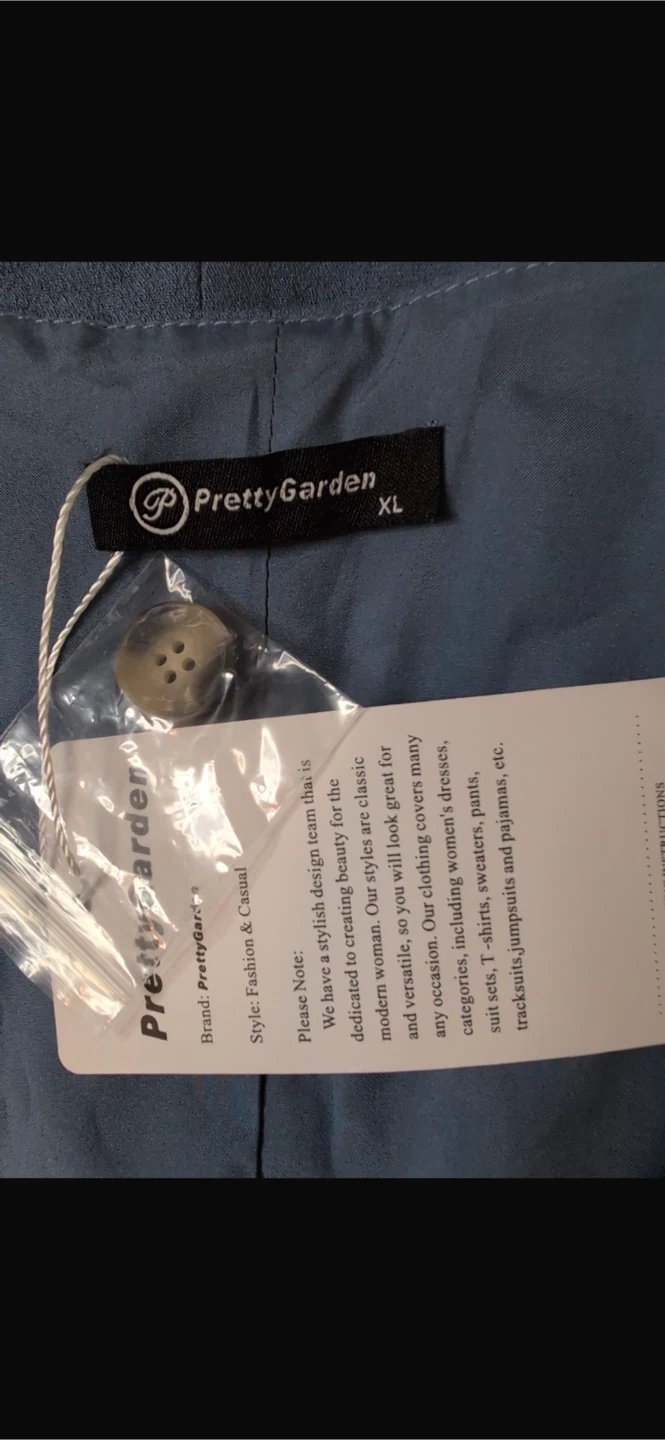 P PrettyGarden
XL
PrettyGarden
Brand: PrettyGarden
Style: Fashion & Casual
Please Note:
We have a stylish design team that is
dedicated to creating beauty for the
modern woman. Our styles are classic
and versatile, so you will look great for
any occasion. Our clothing covers many
categories, including women's dresses,
suit sets, T -shirts, sweaters, pants,
tracksuits,jumpsuits and pajamas, etc.